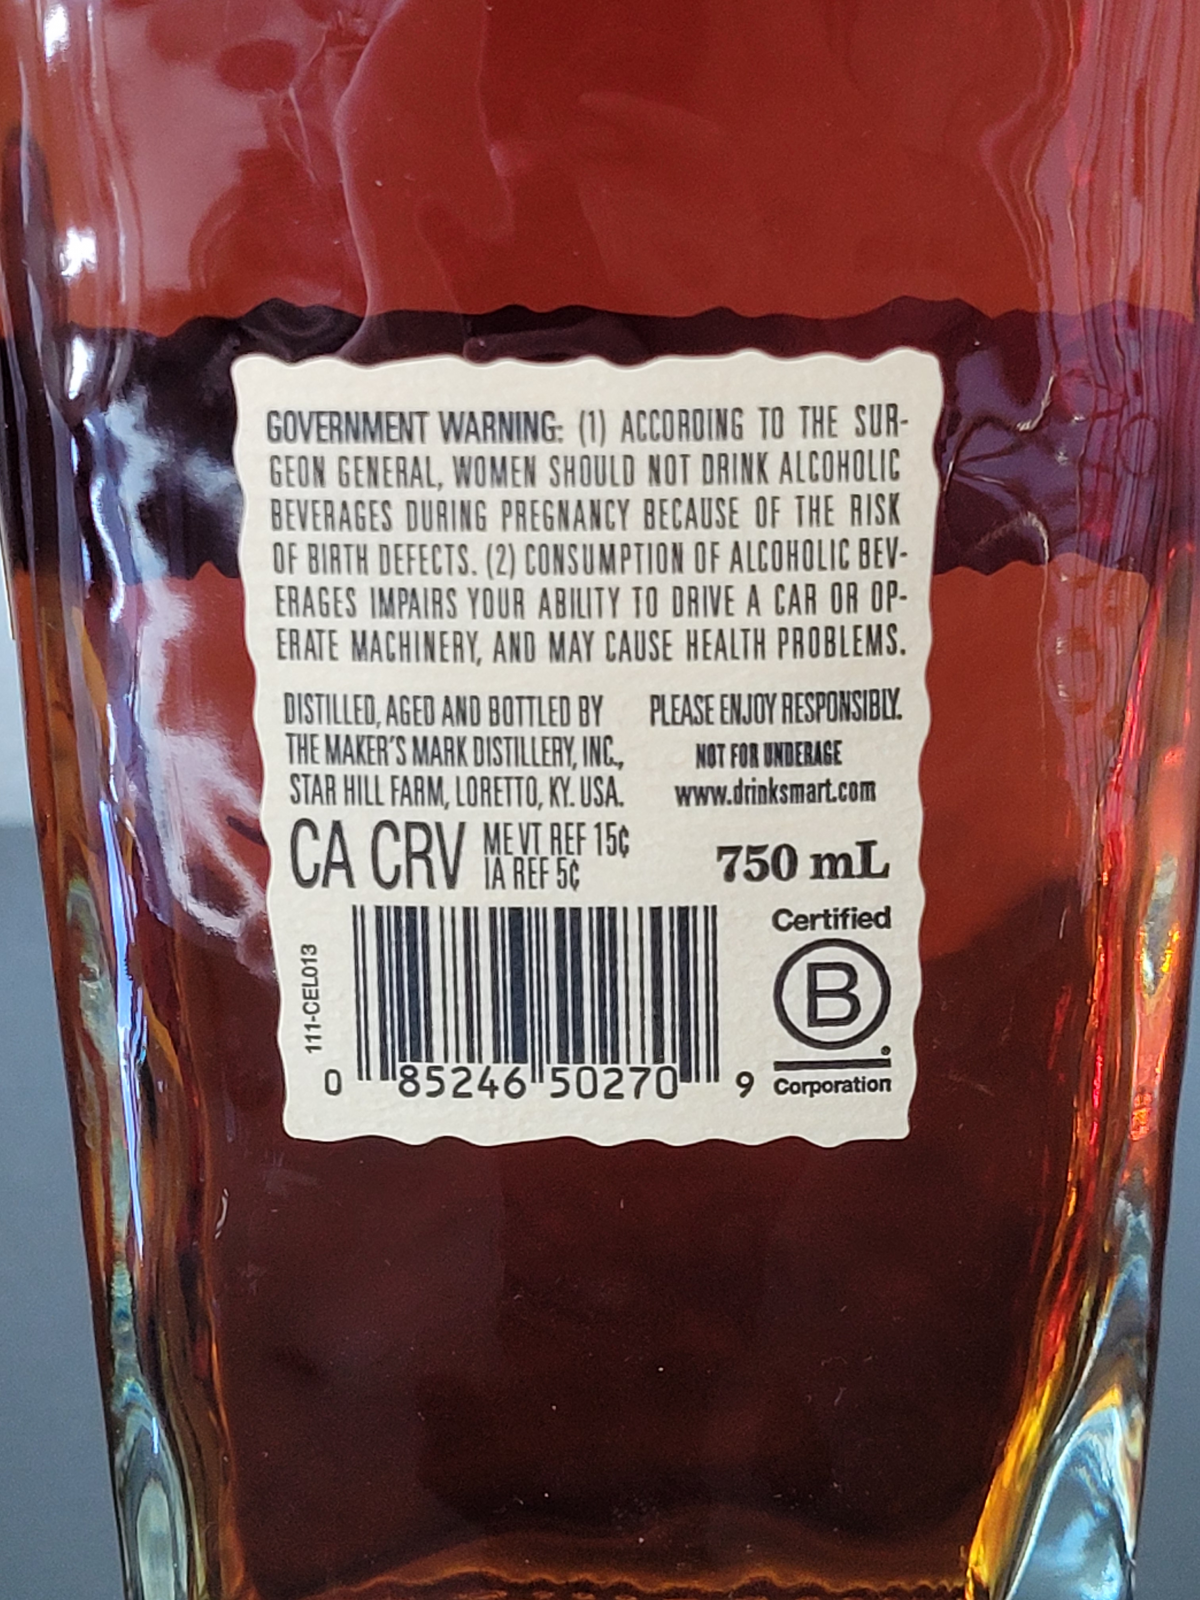 GOVERNMENT WARNING: (1) ACCORDING TO THE SUR-
GEON GENERAL, WOMEN SHOULD NOT DRINK ALCOHOLIC
BEVERAGES DURING PREGNANCY BECAUSE OF THE RISK
OF BIRTH DEFECTS. (2) CONSUMPTION OF ALCOHOLIC BEV-
ERAGES IMPAIRS YOUR ABILITY TO DRIVE A CAR OR OP-
ERATE MACHINERY, AND MAY CAUSE HEALTH PROBLEMS.
DISTILLED, AGED AND BOTTLED BY
THE MAKER'S MARK DISTILLERY, INC.,
STAR HILL FARM, LORETTO, KY. USA.
PLEASE ENJOY RESPONSIBLY.
NOT FOR UNDERAGE
www.drinksmart.com
CA CRV
ME VT REF 15¢
IA REF 5¢
750 mL
111-CEL013
0 85246 50270 9
Certified
B
®
Corporation